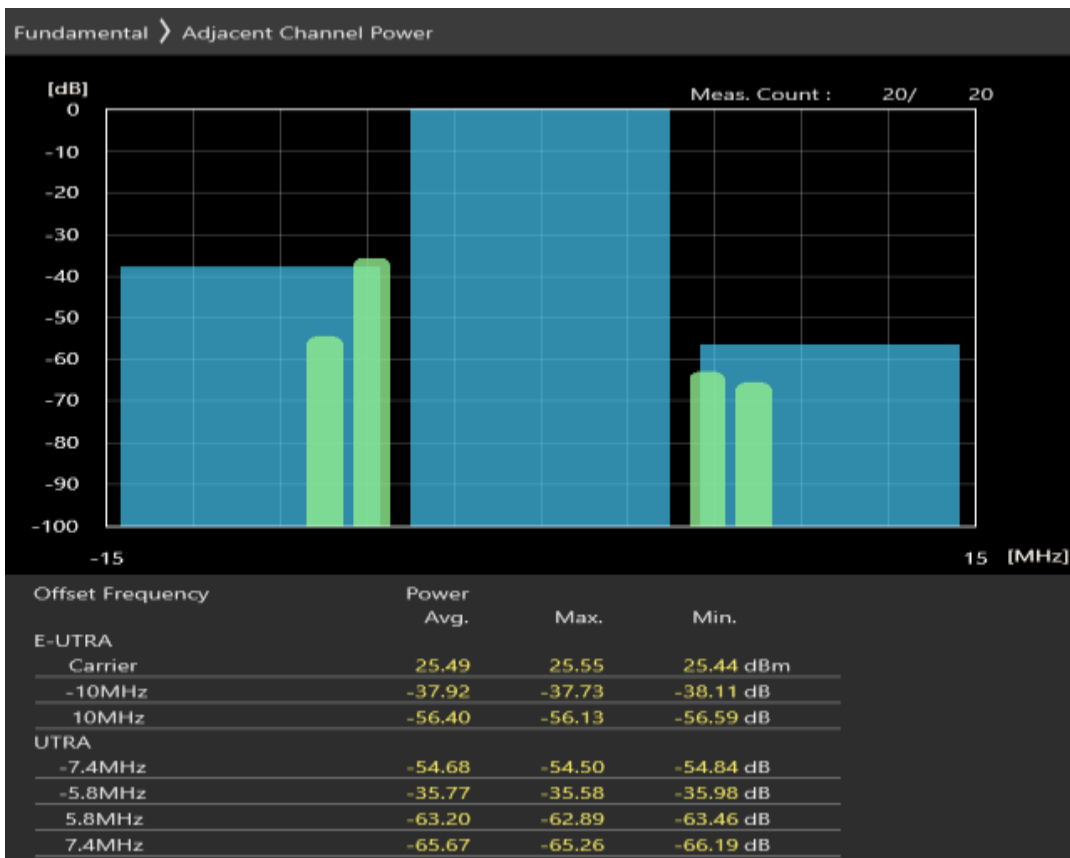 Fundamental ❯ Adjacent Channel Power
[dB]
Meas. Count : 20/ 20
0
-10
-20
-30
-40
-50
-60
-70
-80
-90
-100
-15 15 [MHz]
Offset Frequency Power
Avg. Max. Min.
E-UTRA
Carrier 25.49 25.55 25.44 dBm
-10MHz -37.92 -37.73 -38.11 dB
10MHz -56.40 -56.13 -56.59 dB
UTRA
-7.4MHz -54.68 -54.50 -54.84 dB
-5.8MHz -35.77 -35.58 -35.98 dB
5.8MHz -63.20 -62.89 -63.46 dB
7.4MHz -65.67 -65.26 -66.19 dB